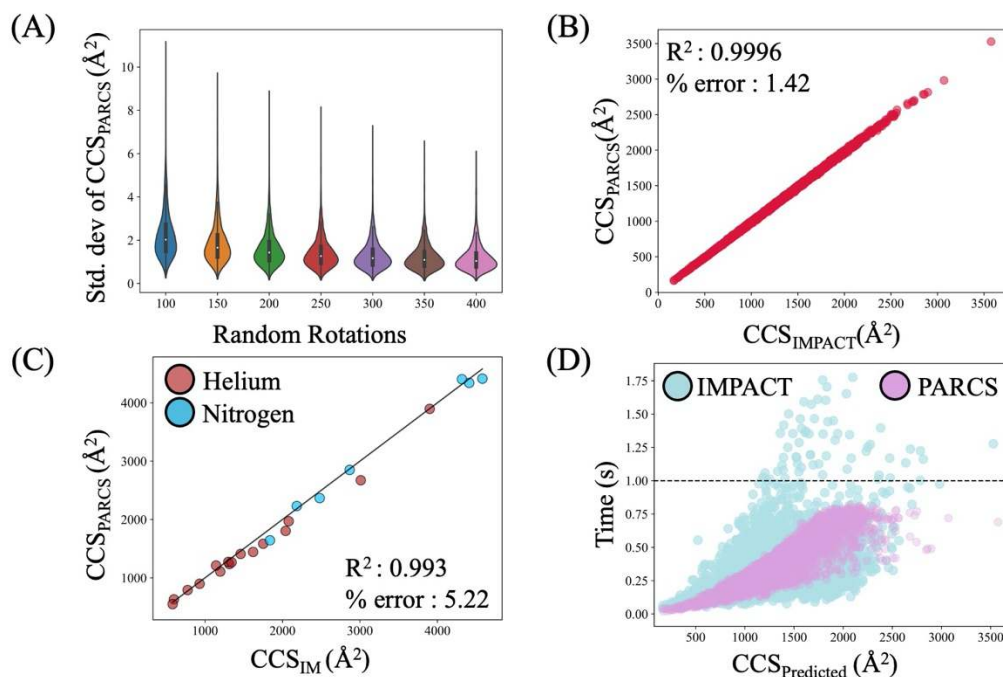 (A)
Std. dev of CCS_PARCS (Å²)
10
8
6
4
2
0
100 150 200 250 300 350 400
Random Rotations
(B)
R² : 0.9996
% error : 1.42
CCS_PARCS(Å²)
3500
3000
2500
2000
1500
1000
500
0
0 500 1000 1500 2000 2500 3000 3500
CCS_IMPACT(Å²)
(C)
Helium
Nitrogen
CCS_PARCS (Å²)
4000
3000
2000
1000
R² : 0.993
% error : 5.22
1000 2000 3000 4000
CCS_IM (Å²)
(D)
IMPACT PARCS
Time (s)
1.75
1.50
1.25
1.00
0.75
0.50
0.25
0.00
500 1000 1500 2000 2500 3000 3500
CCS_Predicted (Å²)